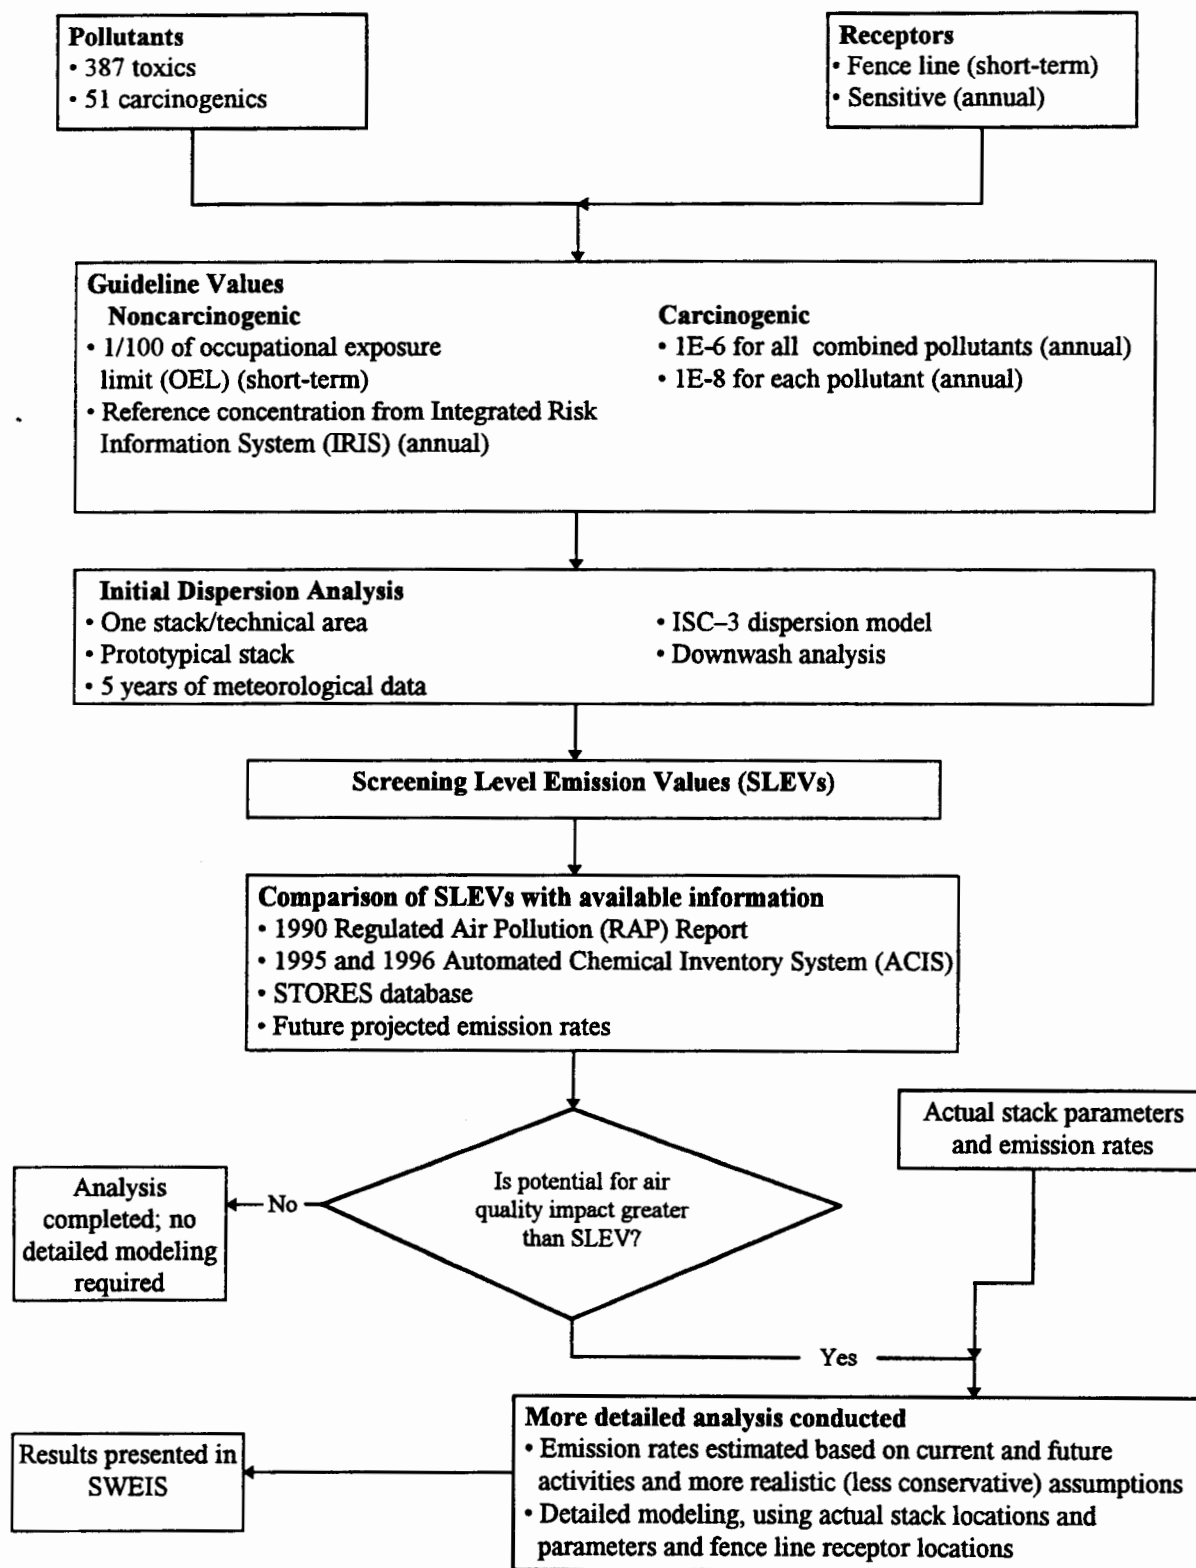 Pollutants
• 387 toxics
• 51 carcinogenics
Receptors
• Fence line (short-term)
• Sensitive (annual)
Guideline Values
Noncarcinogenic
• 1/100 of occupational exposure
limit (OEL) (short-term)
• Reference concentration from Integrated Risk
Information System (IRIS) (annual)
Carcinogenic
• 1E-6 for all combined pollutants (annual)
• 1E-8 for each pollutant (annual)
Initial Dispersion Analysis
• One stack/technical area
• Prototypical stack
• 5 years of meteorological data
• ISC–3 dispersion model
• Downwash analysis
Screening Level Emission Values (SLEVs)
Comparison of SLEVs with available information
• 1990 Regulated Air Pollution (RAP) Report
• 1995 and 1996 Automated Chemical Inventory System (ACIS)
• STORES database
• Future projected emission rates
Actual stack parameters
and emission rates
Is potential for air
quality impact greater
than SLEV?
No
Analysis
completed; no
detailed modeling
required
Yes
More detailed analysis conducted
• Emission rates estimated based on current and future
activities and more realistic (less conservative) assumptions
• Detailed modeling, using actual stack locations and
parameters and fence line receptor locations
Results presented in
SWEIS